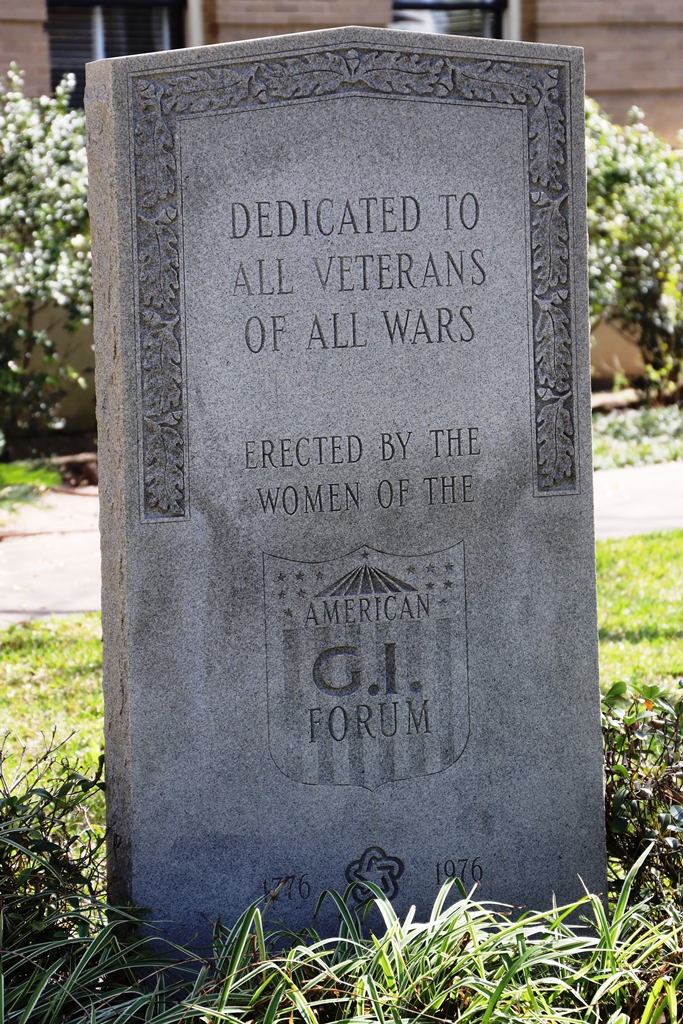 DEDICATED TO
ALL VETERANS
OF ALL WARS
ERECTED BY THE
WOMEN OF THE
AMERICAN
G.I.
FORUM
1776 1976